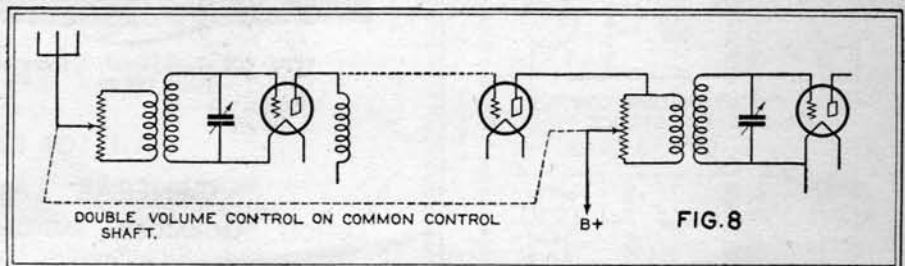 DOUBLE VOLUME CONTROL ON COMMON CONTROL
SHAFT.
B+
FIG.8